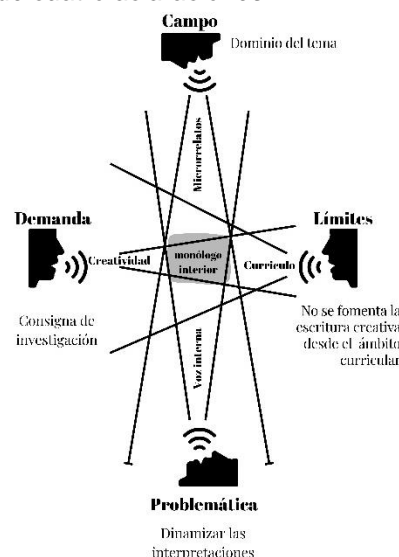 Campo
Dominio del tema
Microrrelatos
Demanda
Límites
Creatividad
monólogo
interior
Currículo
Consigna de
investigación
No se fomenta la
escritura creativa
desde el ámbito
curricular
Voz interna
Problemática
Dinamizar las
interpretaciones